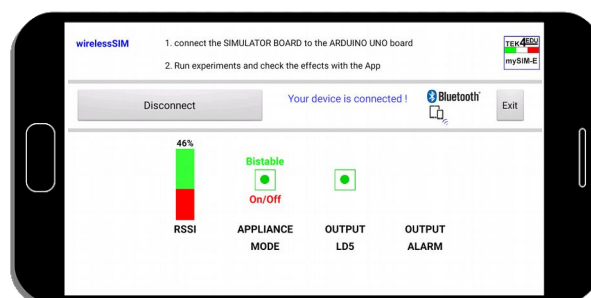 wirelessSIM
1. connect the SIMULATOR BOARD to the ARDUINO UNO board
2. Run experiments and check the effects with the App
TEK4EDU
mySIM-E
Disconnect
Your device is connected !
Bluetooth
Exit
46%
Bistable
On/Off
RSSI
APPLIANCE
MODE
OUTPUT
LD5
OUTPUT
ALARM